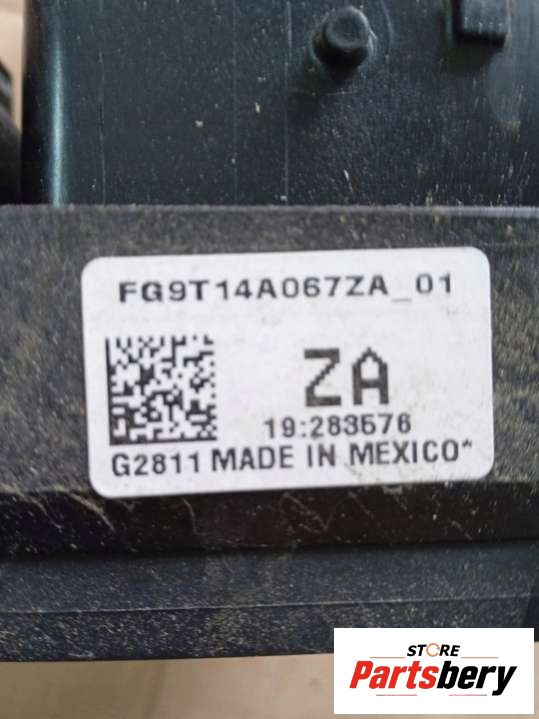 FG9T14A067ZA_01
ZA
19:283576
G2811 MADE IN MEXICO*
STORE
Partsbery